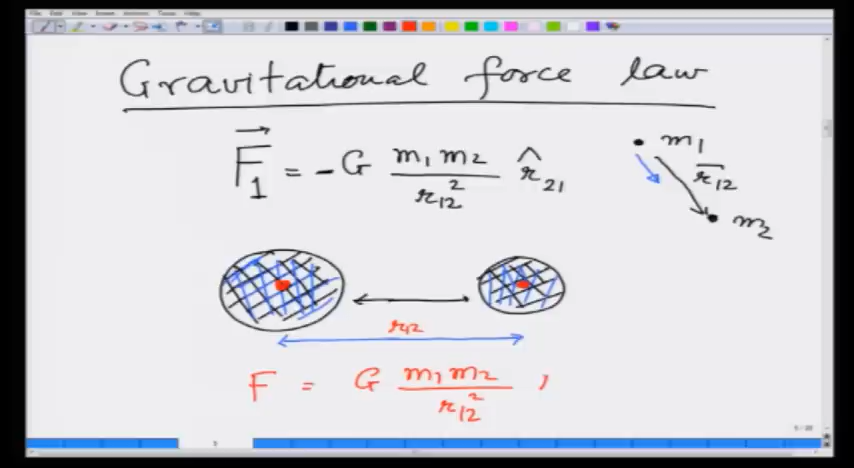 Gravitational force law
F⃗₁ = -G m₁m₂ / r₁₂² r̂₂₁
m₁
r̅₁₂
m₂
r₁₂
F = G m₁m₂ / r₁₂² ,